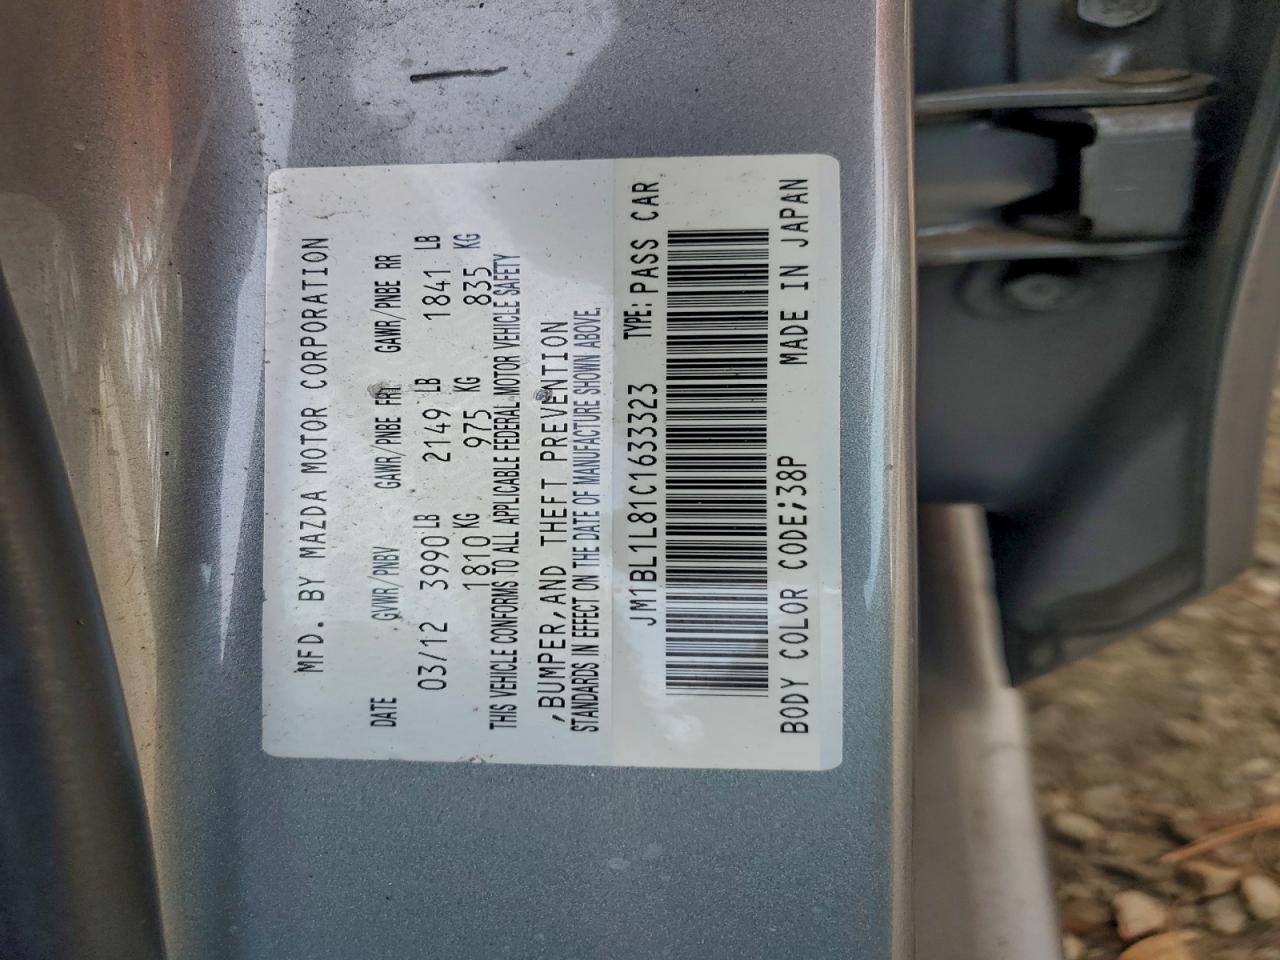 MFD. BY MAZDA MOTOR CORPORATION
DATE GVWR/PNBV GAWR/PNBE FRT GAWR/PNBE RR
03/12 3990 LB 2149 LB 1841 LB
1810 KG 975 KG 835 KG
THIS VEHICLE CONFORMS TO ALL APPLICABLE FEDERAL MOTOR VEHICLE SAFETY
,BUMPER,AND THEFT PREVENTION
STANDARDS IN EFFECT ON THE DATE OF MANUFACTURE SHOWN ABOVE.
JM1BL1L81C1633323 TYPE: PASS CAR
BODY COLOR CODE;38P MADE IN JAPAN